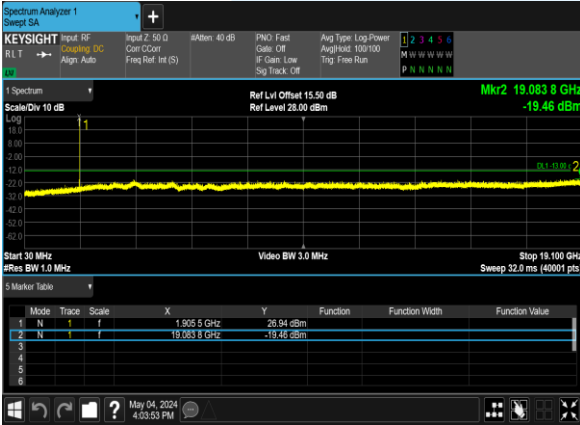 Spectrum Analyzer 1
Swept SA
+
KEYSIGHT Input: RF Input Z: 50 Ω #Atten: 40 dB PNO: Fast Avg Type: Log-Power 1 2 3 4 5 6
RLT Coupling: DC Corr CCorr Gate: Off Avg|Hold: 100/100 M W W W W W
Align: Auto Freq Ref: Int (S) IF Gain: Low Trig: Free Run P N N N N N
Sig Track: Off
LW
1 Spectrum Ref Lvl Offset 15.50 dB Mkr2 19.083 8 GHz
Scale/Div 10 dB Ref Level 28.00 dBm -19.46 dBm
Log
1
18.0
8.00
-2.00
-12.0 DL1 -13.00 2
-22.0
-32.0
-42.0
-52.0
-62.0
Start 30 MHz Video BW 3.0 MHz Stop 19.100 GHz
#Res BW 1.0 MHz Sweep 32.0 ms (40001 pts
5 Marker Table
Mode Trace Scale X Y Function Function Width Function Value
1 N 1 f 1.905 5 GHz 26.94 dBm
2 N 1 f 19.083 8 GHz -19.46 dBm
3
4
5
6
? May 04, 2024
4:03:53 PM